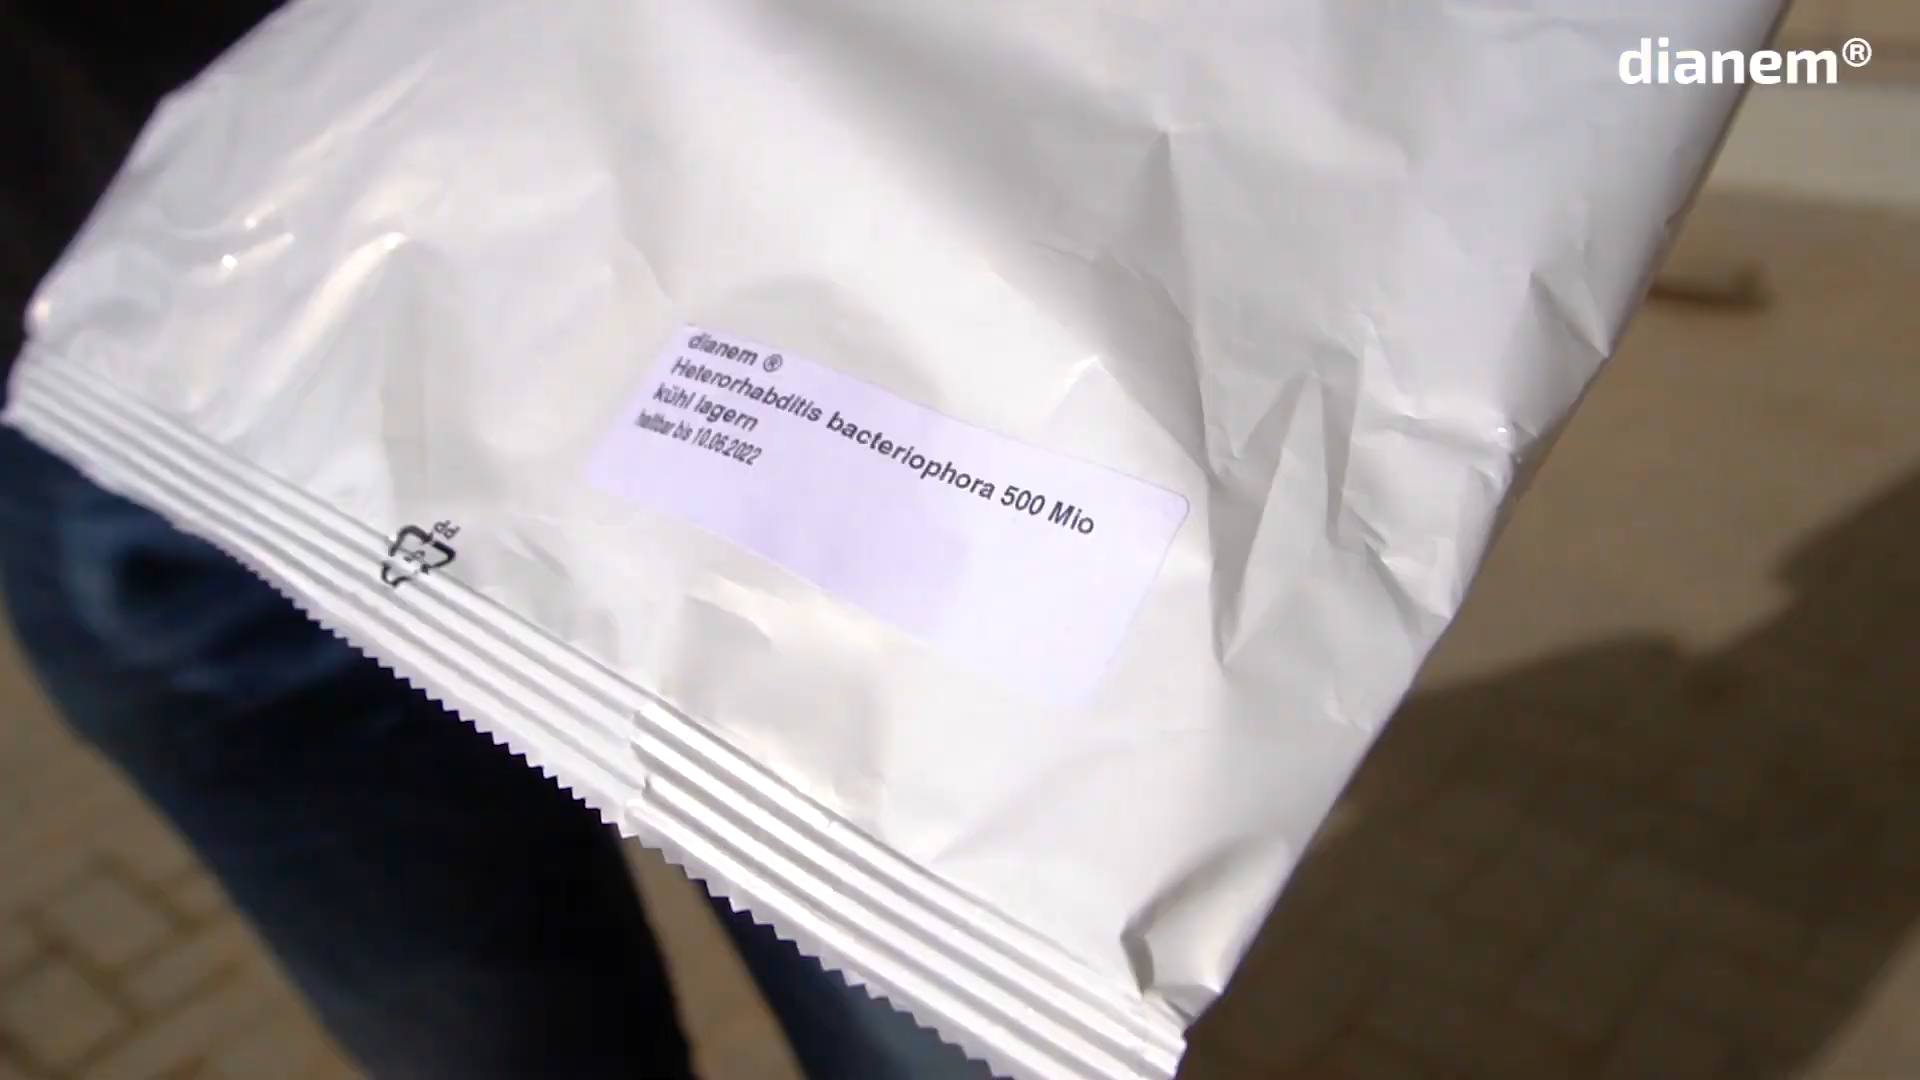 dianem®
dianem ®
Heterorhabditis bacteriophora 500 Mio
kühl lagern
haltbar bis 10.06.2022
PP